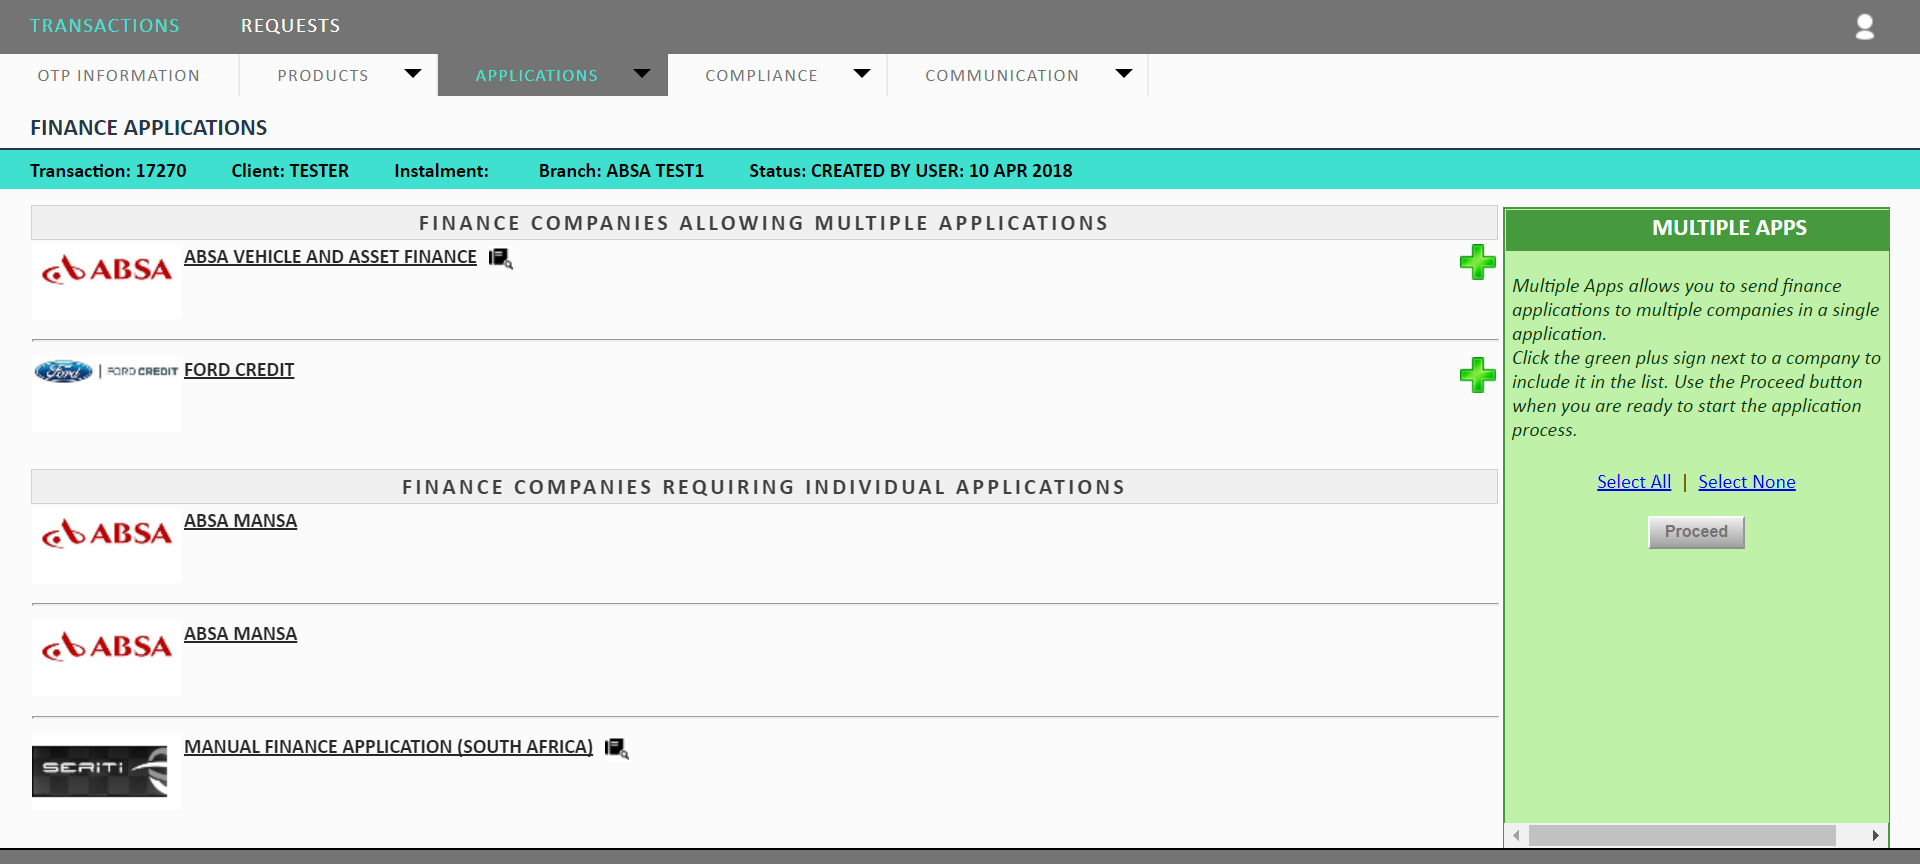 TRANSACTIONS REQUESTS
OTP INFORMATION PRODUCTS APPLICATIONS COMPLIANCE COMMUNICATION
FINANCE APPLICATIONS
Transaction: 17270 Client: TESTER Instalment: Branch: ABSA TEST1 Status: CREATED BY USER: 10 APR 2018
FINANCE COMPANIES ALLOWING MULTIPLE APPLICATIONS
ABSA ABSA VEHICLE AND ASSET FINANCE
Ford | FORD CREDIT FORD CREDIT
FINANCE COMPANIES REQUIRING INDIVIDUAL APPLICATIONS
ABSA ABSA MANSA
ABSA ABSA MANSA
SERITI MANUAL FINANCE APPLICATION (SOUTH AFRICA)
MULTIPLE APPS
Multiple Apps allows you to send finance
applications to multiple companies in a single
application.
Click the green plus sign next to a company to
include it in the list. Use the Proceed button
when you are ready to start the application
process.
Select All | Select None
Proceed